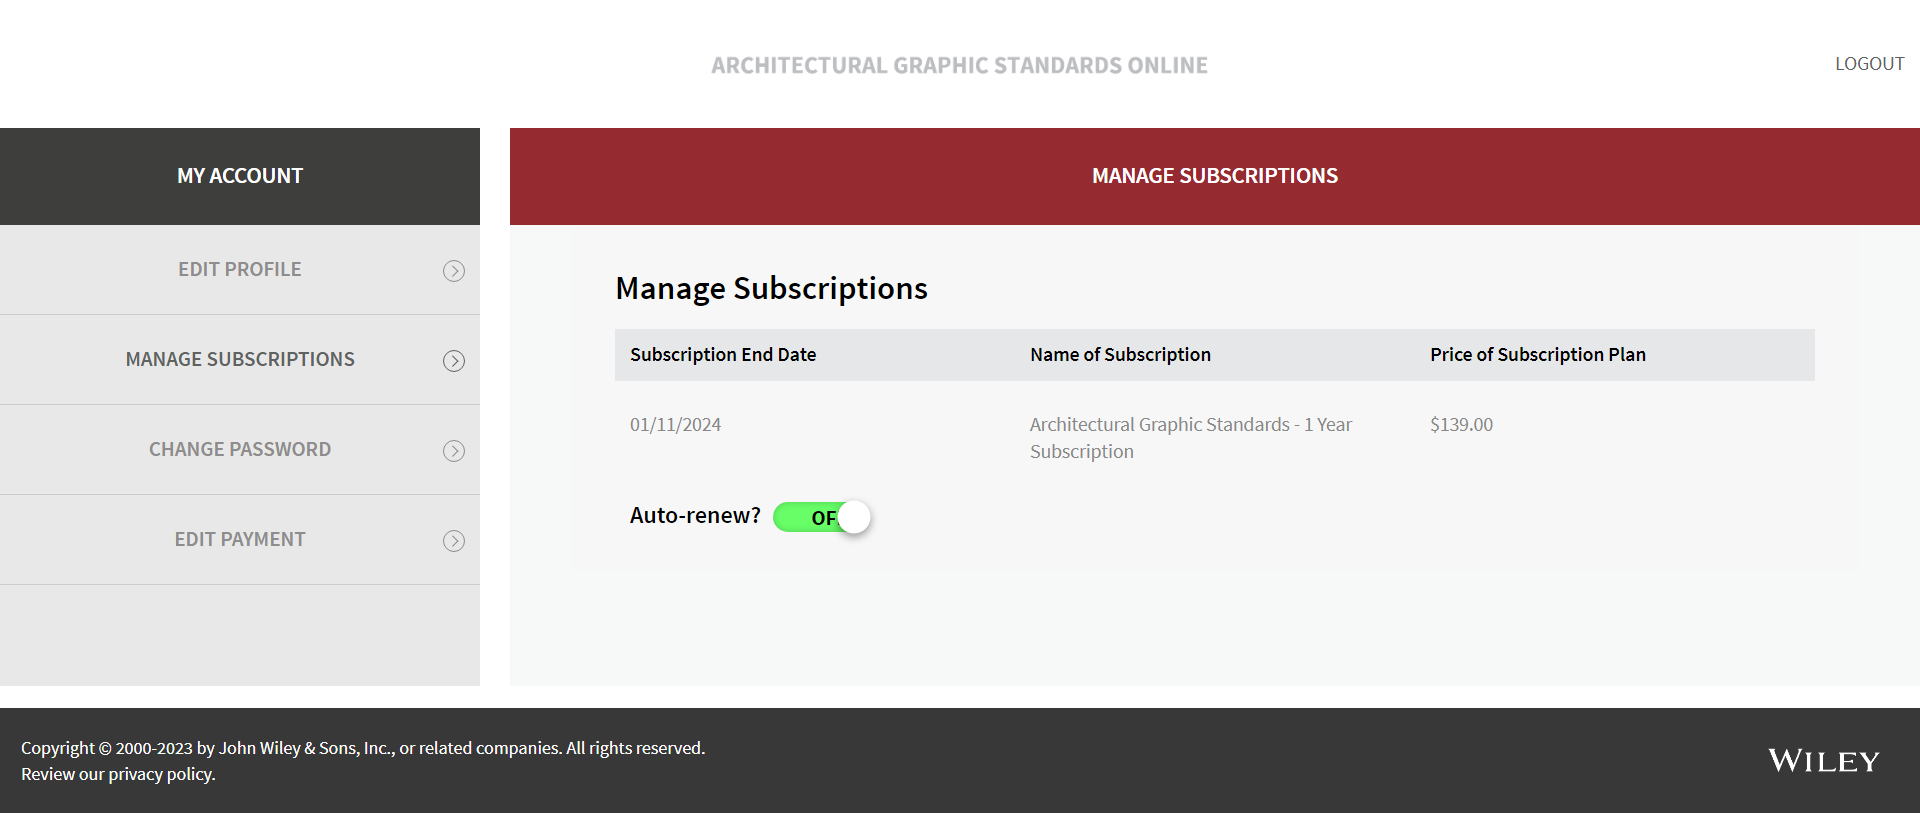 ARCHITECTURAL GRAPHIC STANDARDS ONLINE
LOGOUT
MY ACCOUNT
EDIT PROFILE
MANAGE SUBSCRIPTIONS
CHANGE PASSWORD
EDIT PAYMENT
MANAGE SUBSCRIPTIONS
Manage Subscriptions
Subscription End Date Name of Subscription Price of Subscription Plan
01/11/2024 Architectural Graphic Standards - 1 Year $139.00
Subscription
Auto-renew? OF
Copyright © 2000-2023 by John Wiley & Sons, Inc., or related companies. All rights reserved.
Review our privacy policy.
WILEY